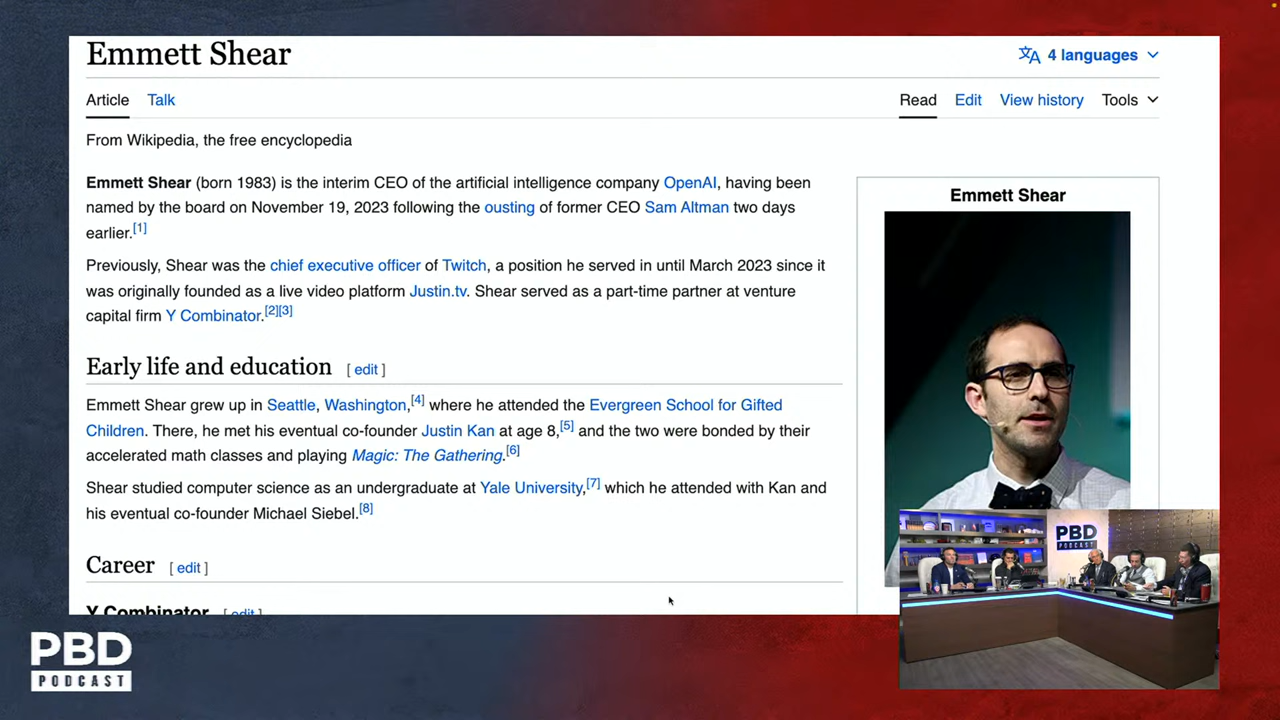 Emmett Shear
4 languages
Article Talk Read Edit View history Tools
From Wikipedia, the free encyclopedia
Emmett Shear (born 1983) is the interim CEO of the artificial intelligence company OpenAI, having been
named by the board on November 19, 2023 following the ousting of former CEO Sam Altman two days
earlier.[1]
Previously, Shear was the chief executive officer of Twitch, a position he served in until March 2023 since it
was originally founded as a live video platform Justin.tv. Shear served as a part-time partner at venture
capital firm Y Combinator.[2][3]
Early life and education [ edit ]
Emmett Shear grew up in Seattle, Washington,[4] where he attended the Evergreen School for Gifted
Children. There, he met his eventual co-founder Justin Kan at age 8,[5] and the two were bonded by their
accelerated math classes and playing Magic: The Gathering.[6]
Shear studied computer science as an undergraduate at Yale University,[7] which he attended with Kan and
his eventual co-founder Michael Siebel.[8]
Career [ edit ]
Y Combinator [ edit ]
Emmett Shear
PBD
PODCAST
PBD
PODCAST